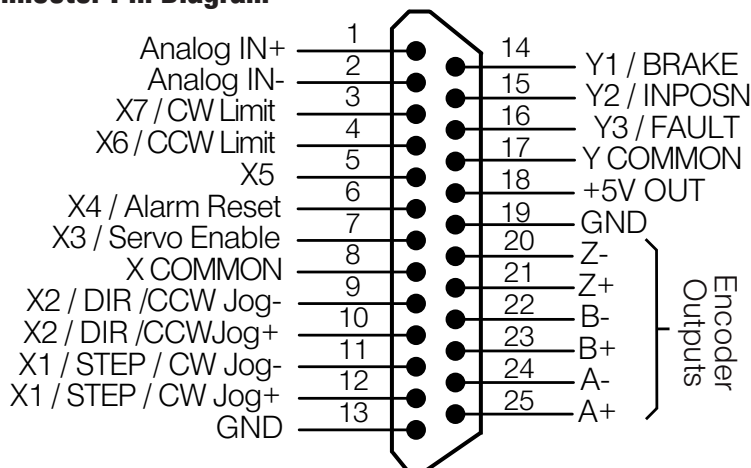 Analog IN+ 1
Analog IN- 2
X7 / CW Limit 3
X6 / CCW Limit 4
X5 5
X4 / Alarm Reset 6
X3 / Servo Enable 7
X COMMON 8
X2 / DIR /CCW Jog- 9
X2 / DIR /CCWJog+ 10
X1 / STEP / CW Jog- 11
X1 / STEP / CW Jog+ 12
GND 13
14 Y1 / BRAKE
15 Y2 / INPOSN
16 Y3 / FAULT
17 Y COMMON
18 +5V OUT
19 GND
20 Z-
21 Z+
22 B-
23 B+
24 A-
25 A+
Encoder
Outputs